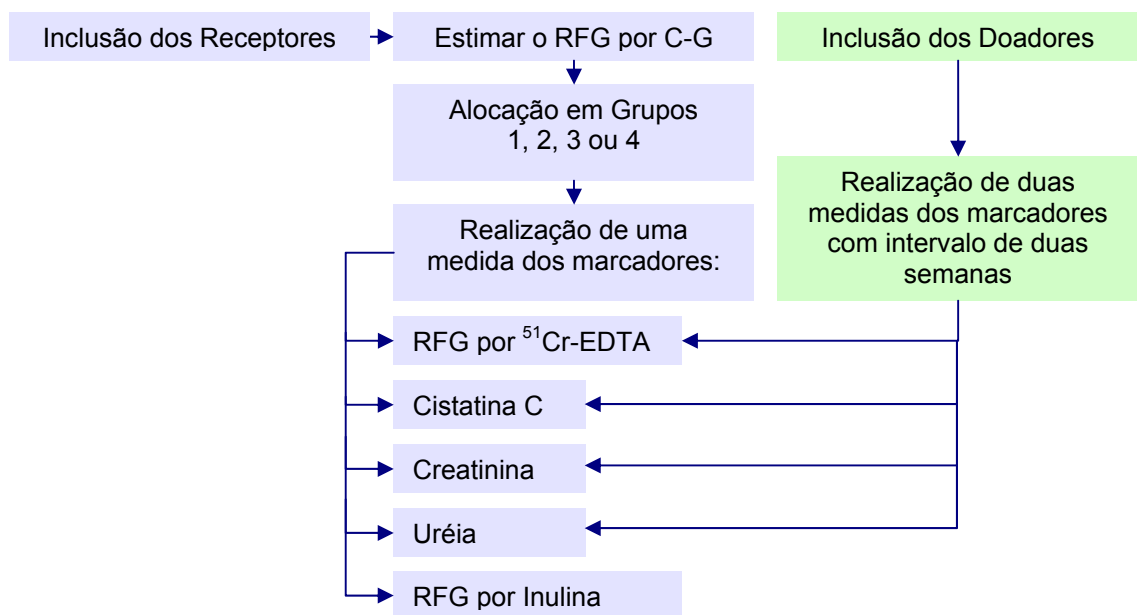 Inclusão dos Receptores
Estimar o RFG por C-G
Inclusão dos Doadores
Alocação em Grupos
1, 2, 3 ou 4
Realização de uma
medida dos marcadores:
Realização de duas
medidas dos marcadores
com intervalo de duas
semanas
RFG por ⁵¹Cr-EDTA
Cistatina C
Creatinina
Uréia
RFG por Inulina